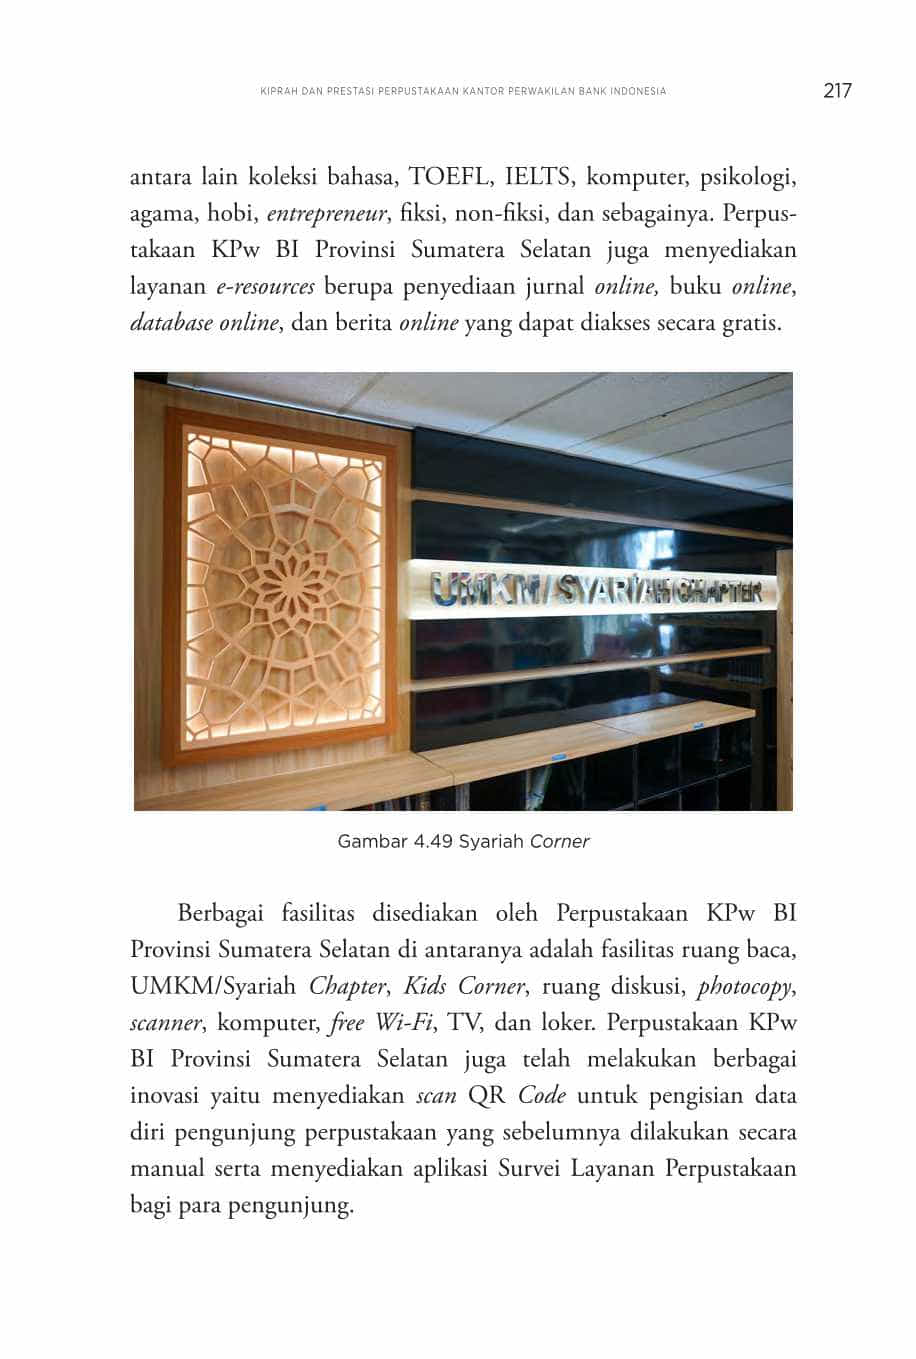 KIPRAH DAN PRESTASI PERPUSTAKAAN KANTOR PERWAKILAN BANK INDONESIA
217
antara lain koleksi bahasa, TOEFL, IELTS, komputer, psikologi,
agama, hobi, entrepreneur, fiksi, non-fiksi, dan sebagainya. Perpus-
takaan KPw BI Provinsi Sumatera Selatan juga menyediakan
layanan e-resources berupa penyediaan jurnal online, buku online,
database online, dan berita online yang dapat diakses secara gratis.
UMKM/SYARI'AH CHAPTER
Gambar 4.49 Syariah Corner
Berbagai fasilitas disediakan oleh Perpustakaan KPw BI
Provinsi Sumatera Selatan di antaranya adalah fasilitas ruang baca,
UMKM/Syariah Chapter, Kids Corner, ruang diskusi, photocopy,
scanner, komputer, free Wi-Fi, TV, dan loker. Perpustakaan KPw
BI Provinsi Sumatera Selatan juga telah melakukan berbagai
inovasi yaitu menyediakan scan QR Code untuk pengisian data
diri pengunjung perpustakaan yang sebelumnya dilakukan secara
manual serta menyediakan aplikasi Survei Layanan Perpustakaan
bagi para pengunjung.